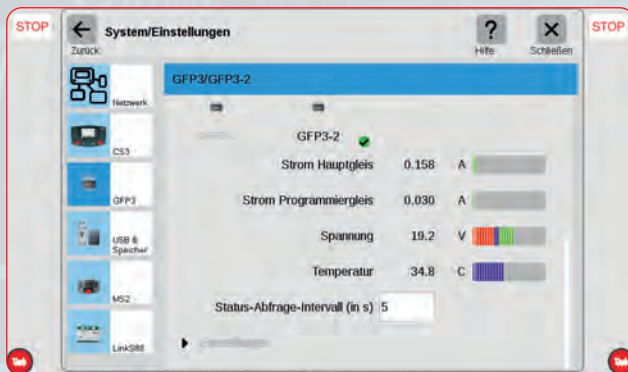 STOP
System/Einstellungen
STOP
Zurück
Hilfe
Schließen
GFP3/GFP3-2
Netzwerk
CS3
GFP3
USB &
Speicher
MS2
LinkS88
GFP3-2
Strom Hauptgleis 0.158 A
Strom Programmiergleis 0.030 A
Spannung 19.2 V
Temperatur 34.8 C
Status-Abfrage-Intervall (in s) 5